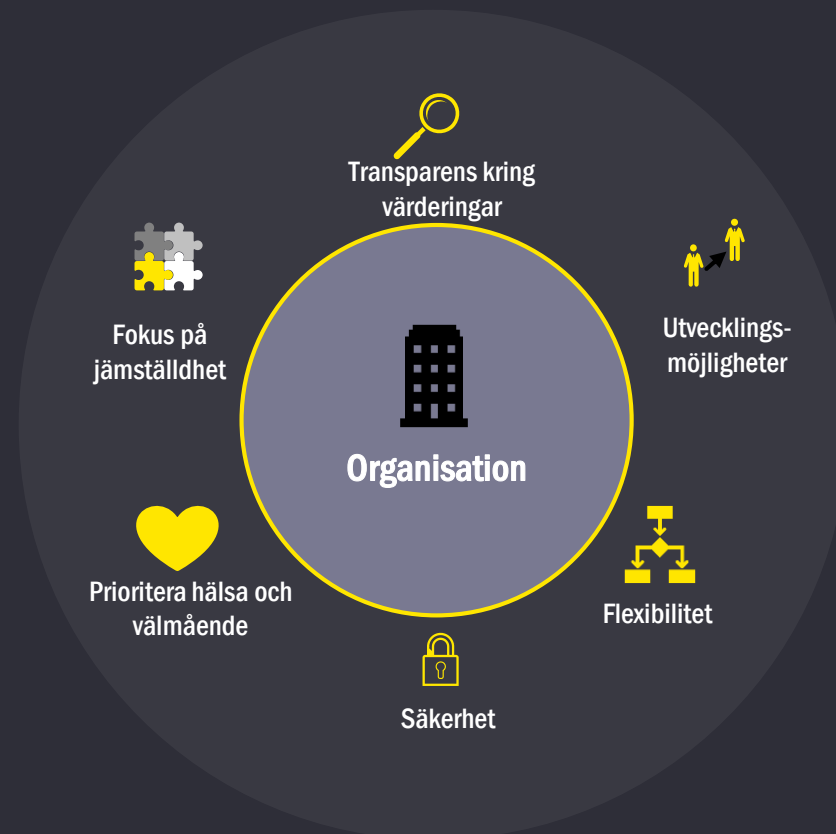 Transparens kring
värderingar
Utvecklings-
möjligheter
Fokus på
jämställdhet
Organisation
Prioritera hälsa och
välmående
Flexibilitet
Säkerhet